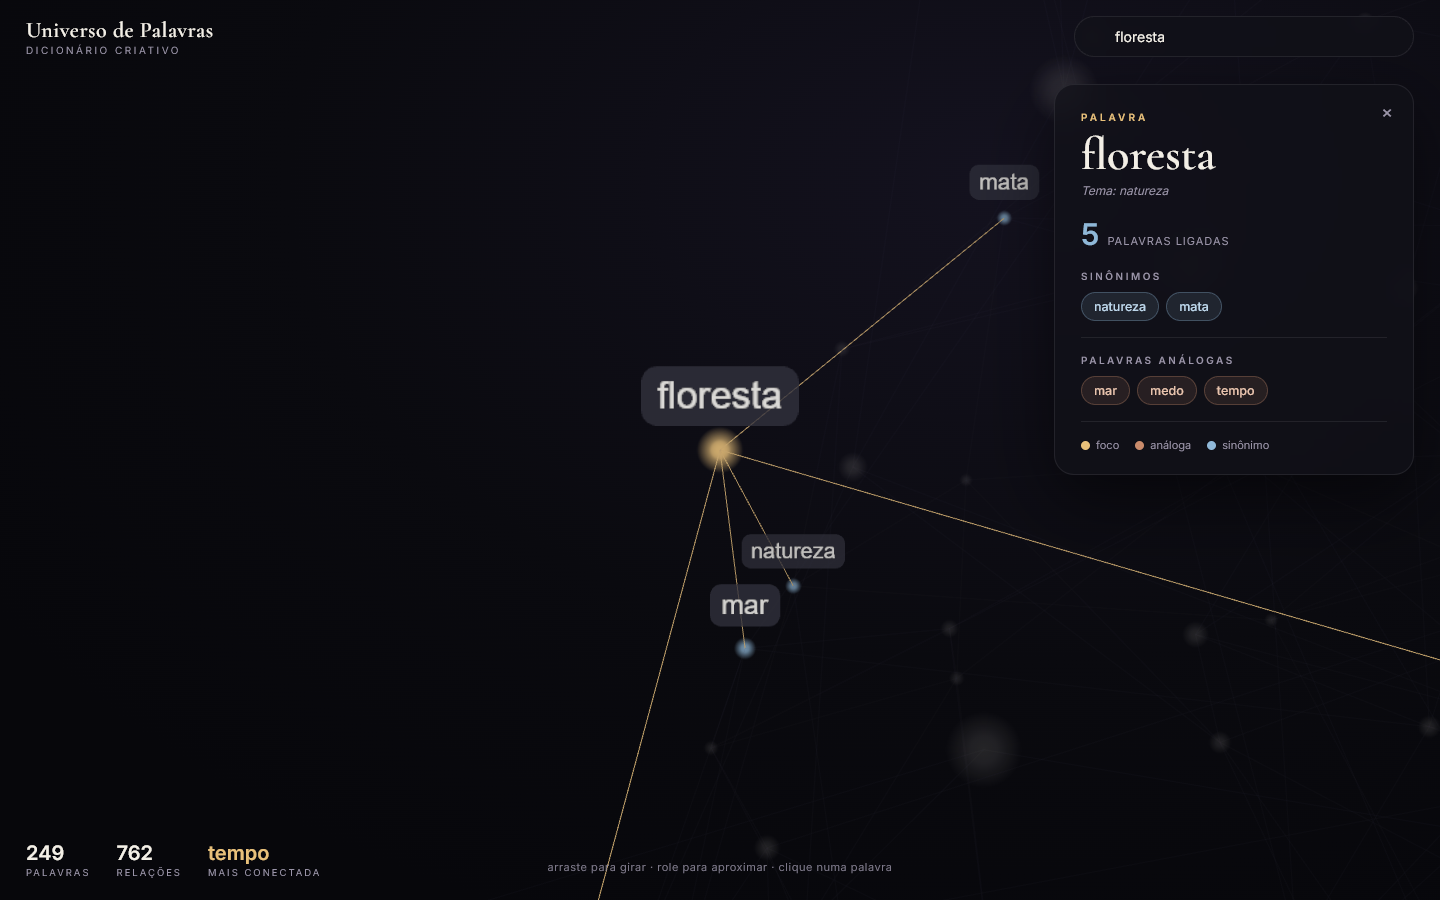 Universo de Palavras
DICIONÁRIO CRIATIVO
floresta
PALAVRA
×
floresta
Tema: natureza
5 PALAVRAS LIGADAS
SINÔNIMOS
natureza mata
PALAVRAS ANÁLOGAS
mar medo tempo
foco análoga sinônimo
mata
floresta
natureza
mar
249 762 tempo
PALAVRAS RELAÇÕES MAIS CONECTADA
arraste para girar · role para aproximar · clique numa palavra